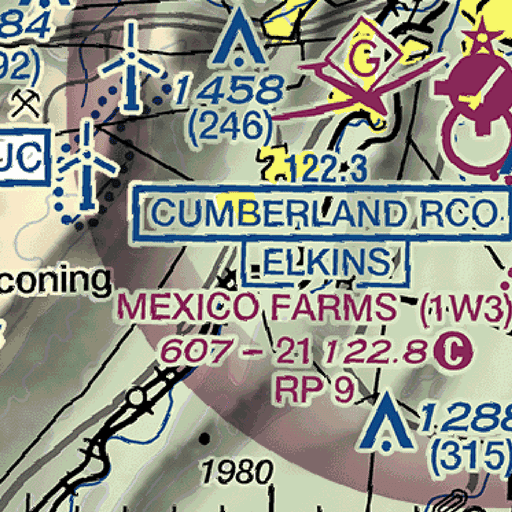 84
92)
1458
(246)
G
JC
122.3
CUMBERLAND RCO
ELKINS
coning
MEXICO FARMS (1W3)
607 - 21 122.8 C
RP 9
1288
(315)
1980